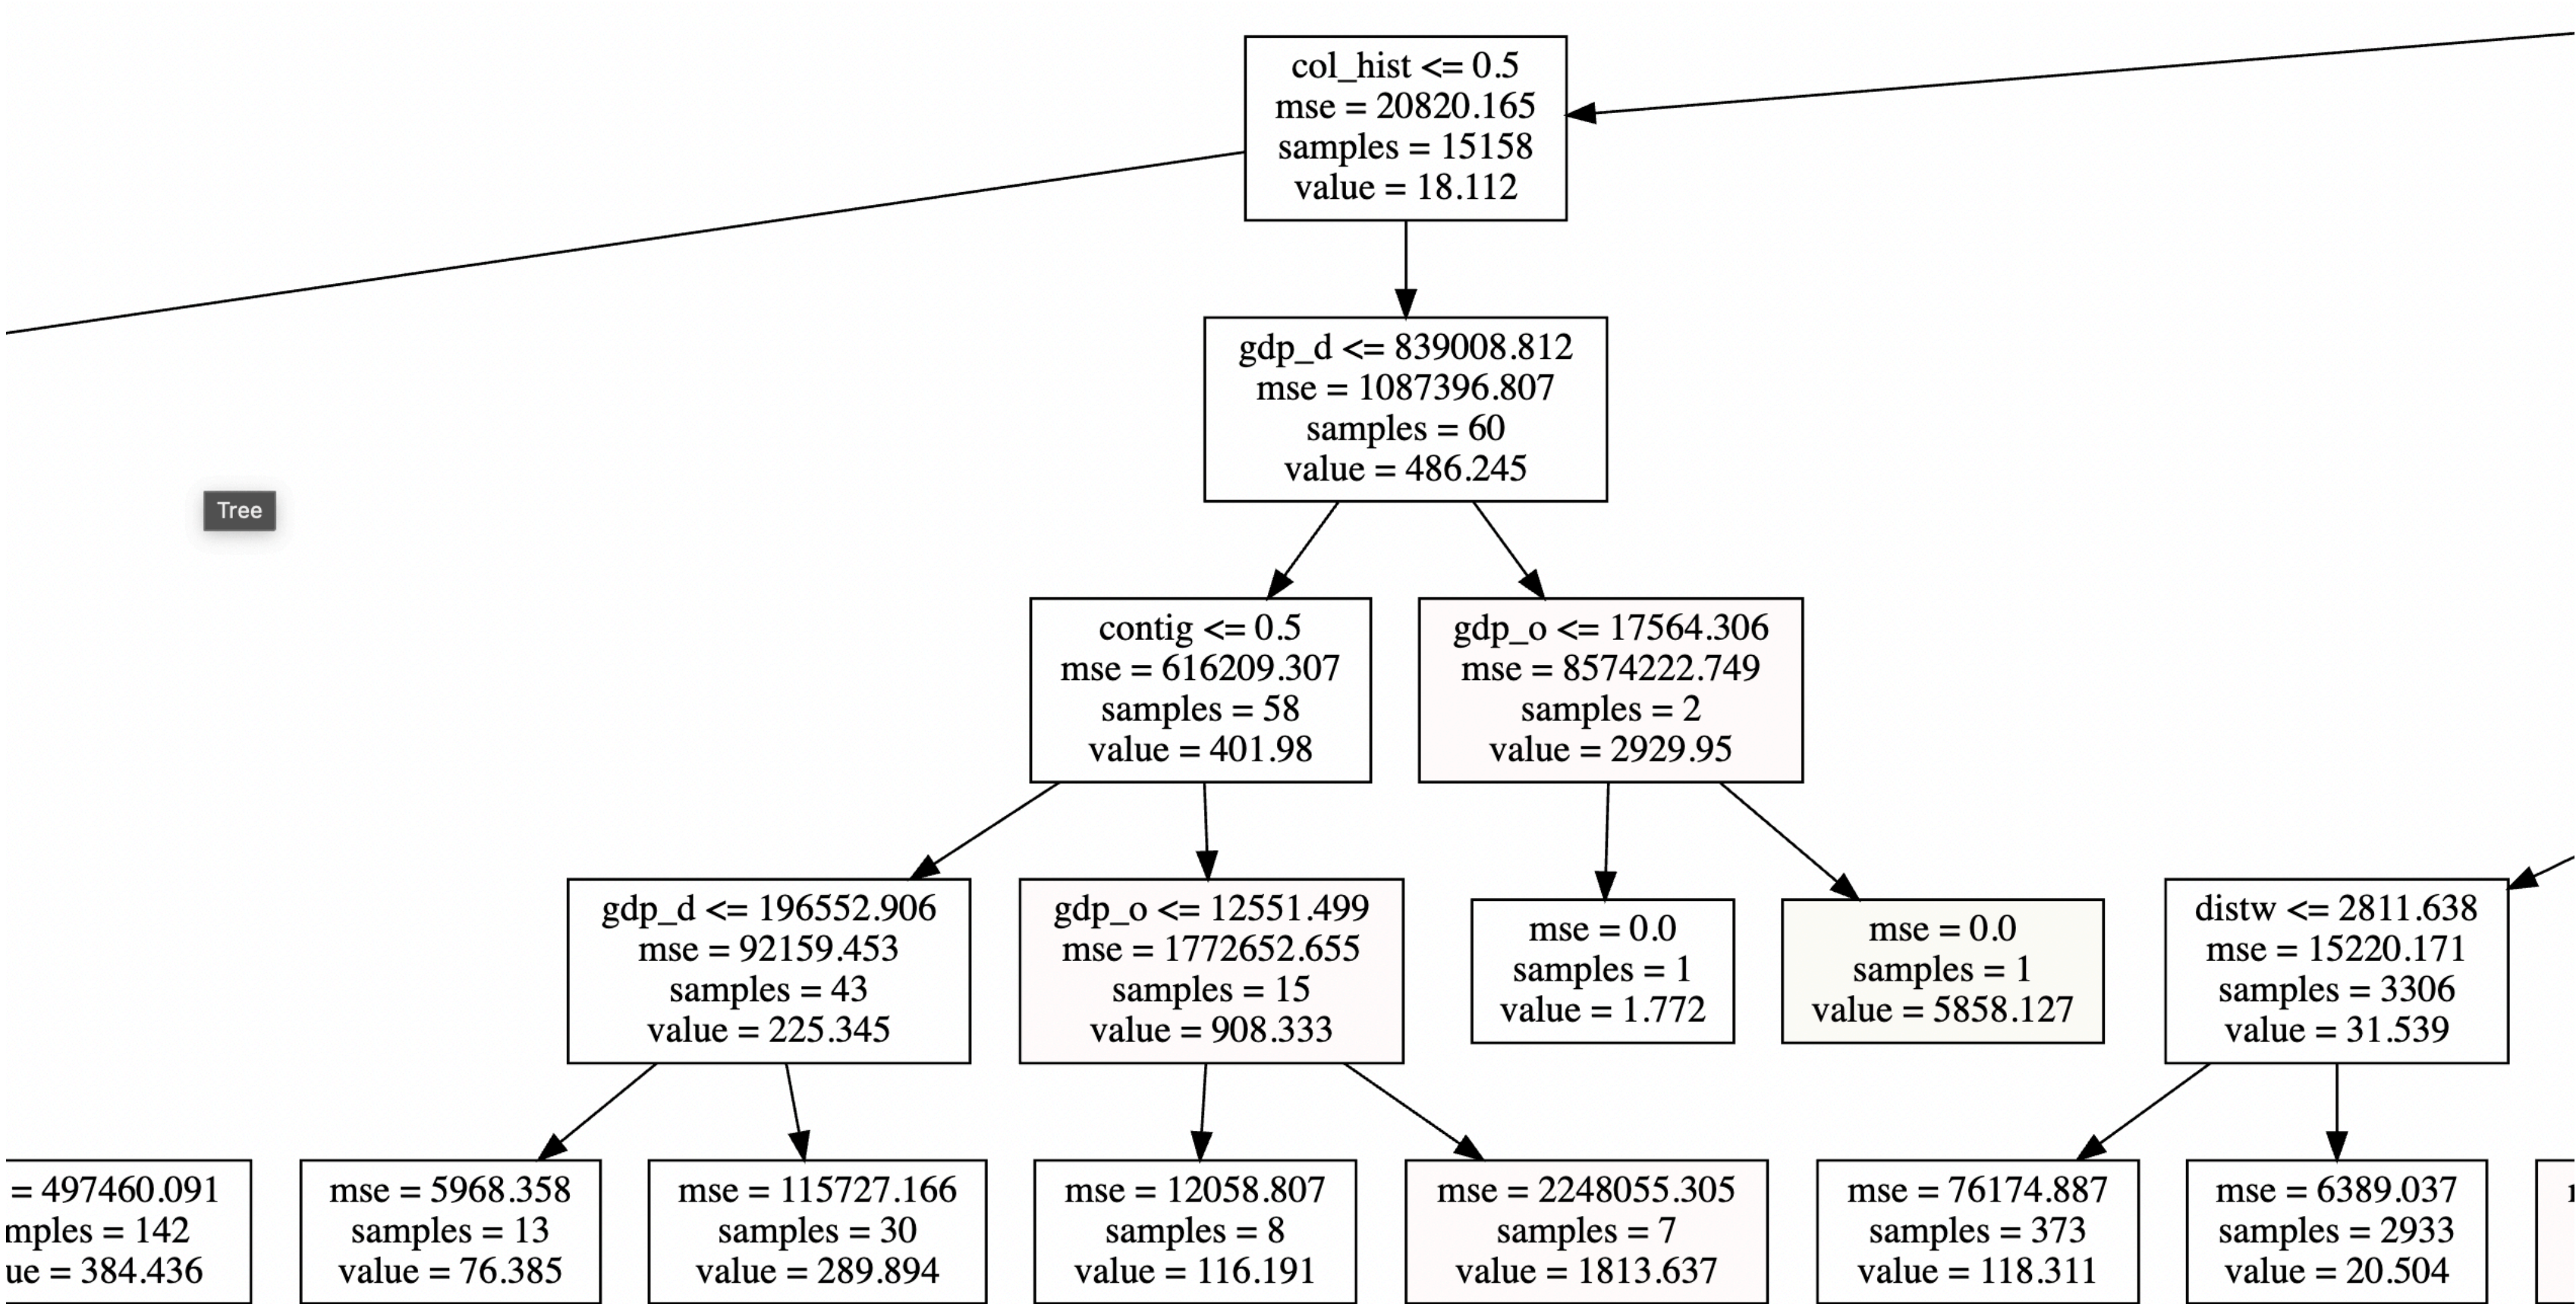 col_hist <= 0.5
mse = 20820.165
samples = 15158
value = 18.112
gdp_d <= 839008.812
mse = 1087396.807
samples = 60
value = 486.245
Tree
contig <= 0.5
mse = 616209.307
samples = 58
value = 401.98
gdp_o <= 17564.306
mse = 8574222.749
samples = 2
value = 2929.95
gdp_d <= 196552.906
mse = 92159.453
samples = 43
value = 225.345
gdp_o <= 12551.499
mse = 1772652.655
samples = 15
value = 908.333
mse = 0.0
samples = 1
value = 1.772
mse = 0.0
samples = 1
value = 5858.127
distw <= 2811.638
mse = 15220.171
samples = 3306
value = 31.539
= 497460.091
mples = 142
ue = 384.436
mse = 5968.358
samples = 13
value = 76.385
mse = 115727.166
samples = 30
value = 289.894
mse = 12058.807
samples = 8
value = 116.191
mse = 2248055.305
samples = 7
value = 1813.637
mse = 76174.887
samples = 373
value = 118.311
mse = 6389.037
samples = 2933
value = 20.504